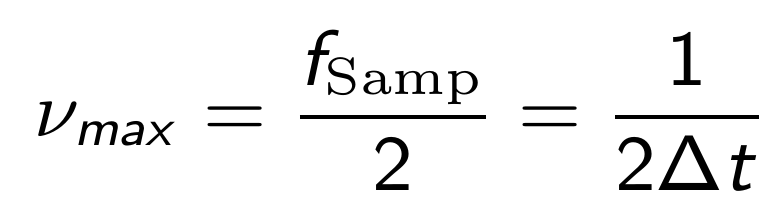 ν_max = f_Samp / 2 = 1 / 2Δt